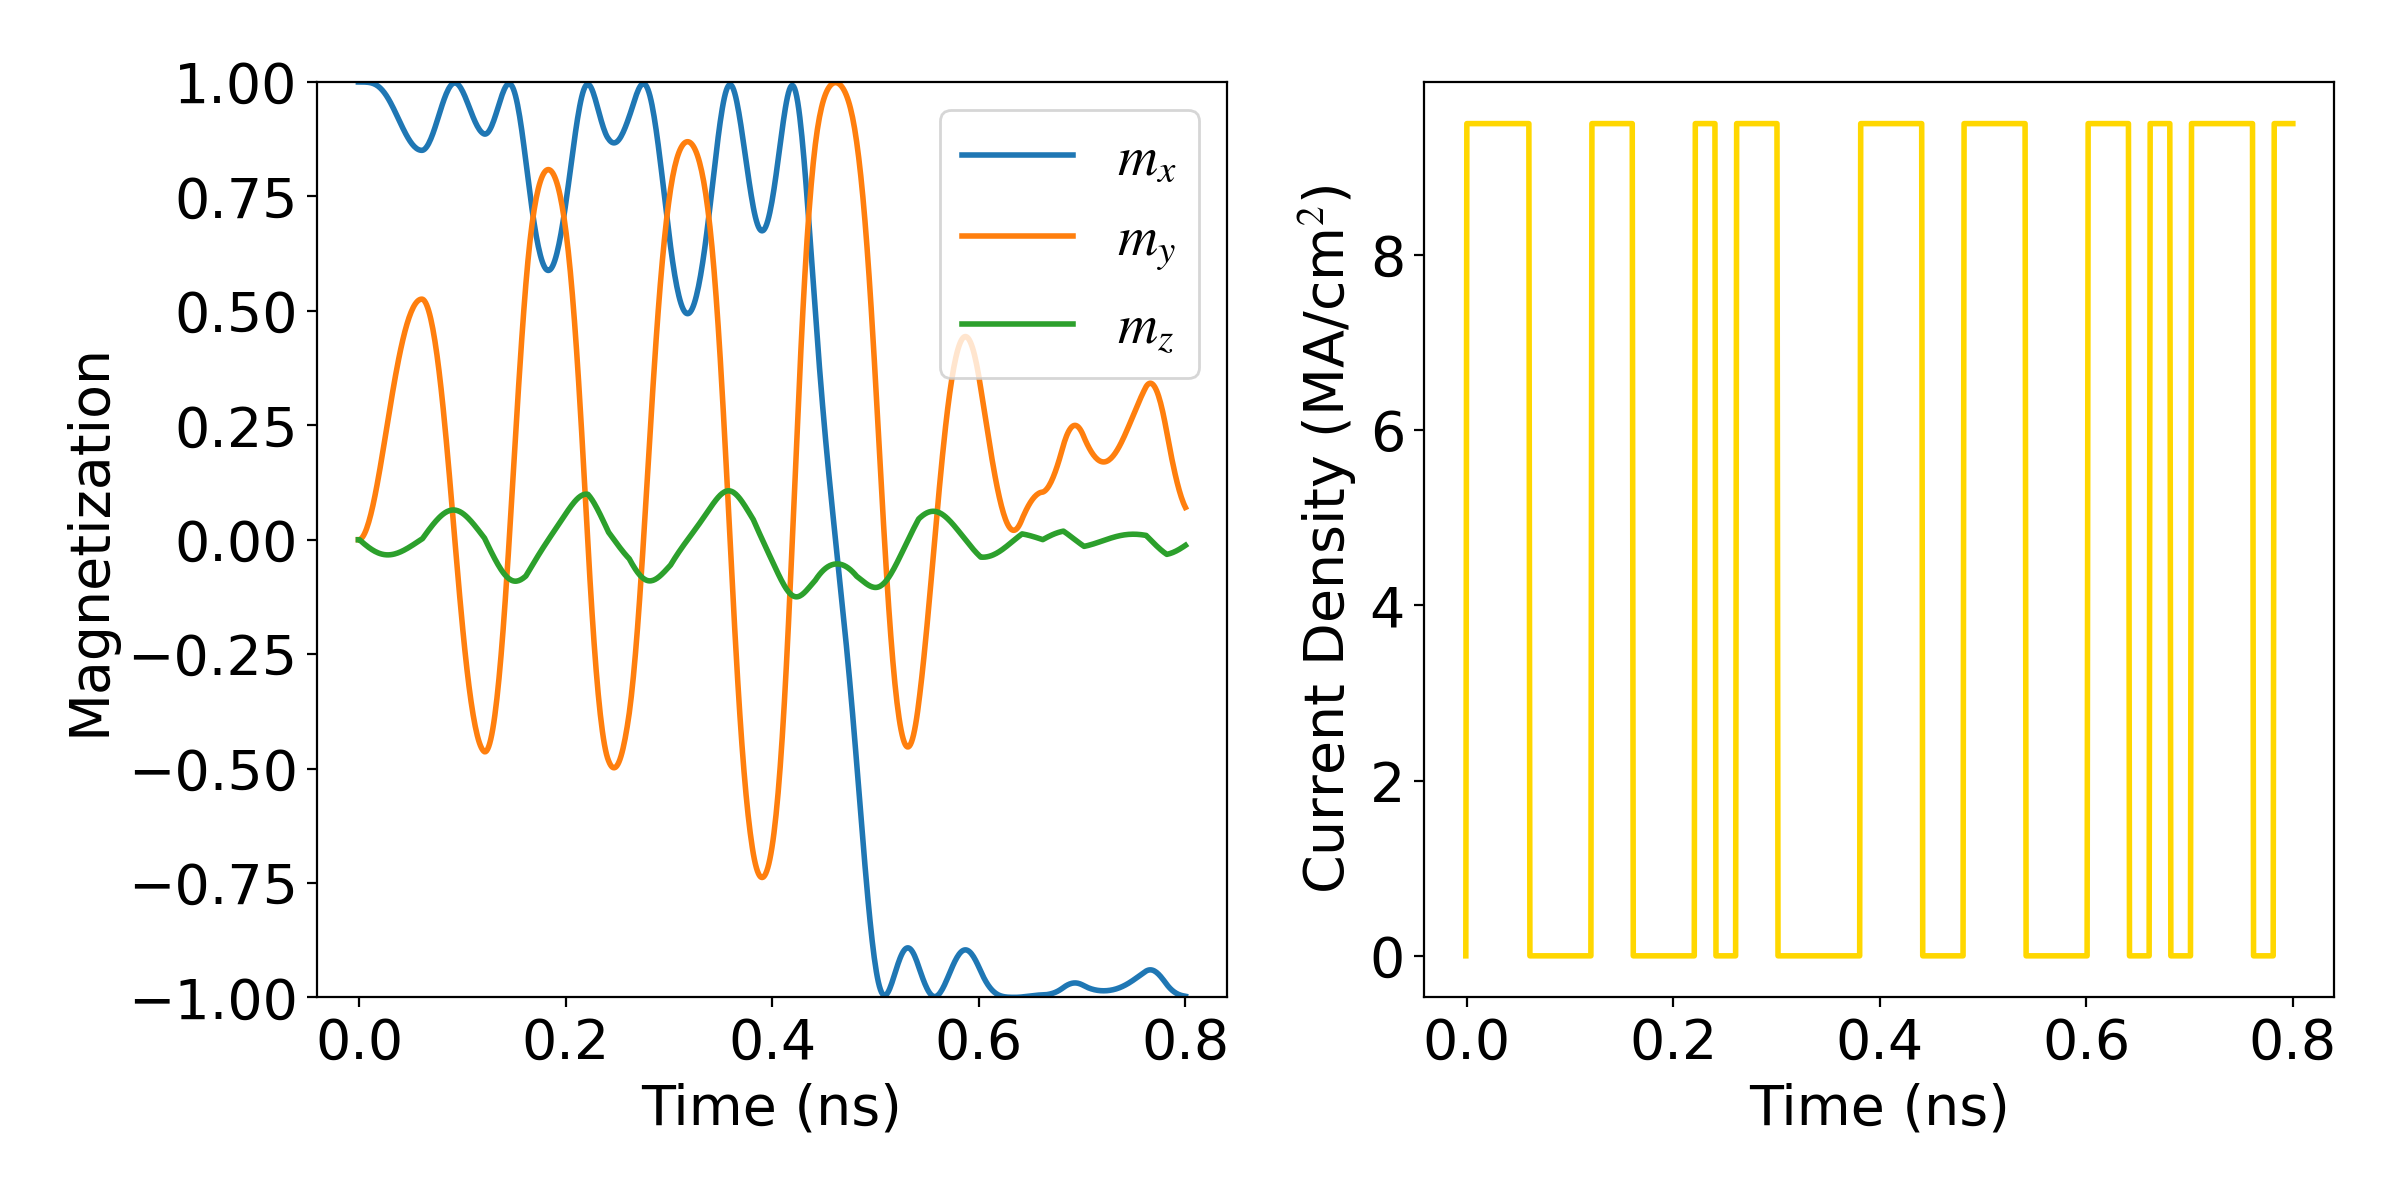 1.00
0.75
0.50
0.25
0.00
−0.25
−0.50
−0.75
−1.00
Magnetization
0.0 0.2 0.4 0.6 0.8
Time (ns)
m_x
m_y
m_z
8
6
4
2
0
Current Density (MA/cm²)
0.0 0.2 0.4 0.6 0.8
Time (ns)